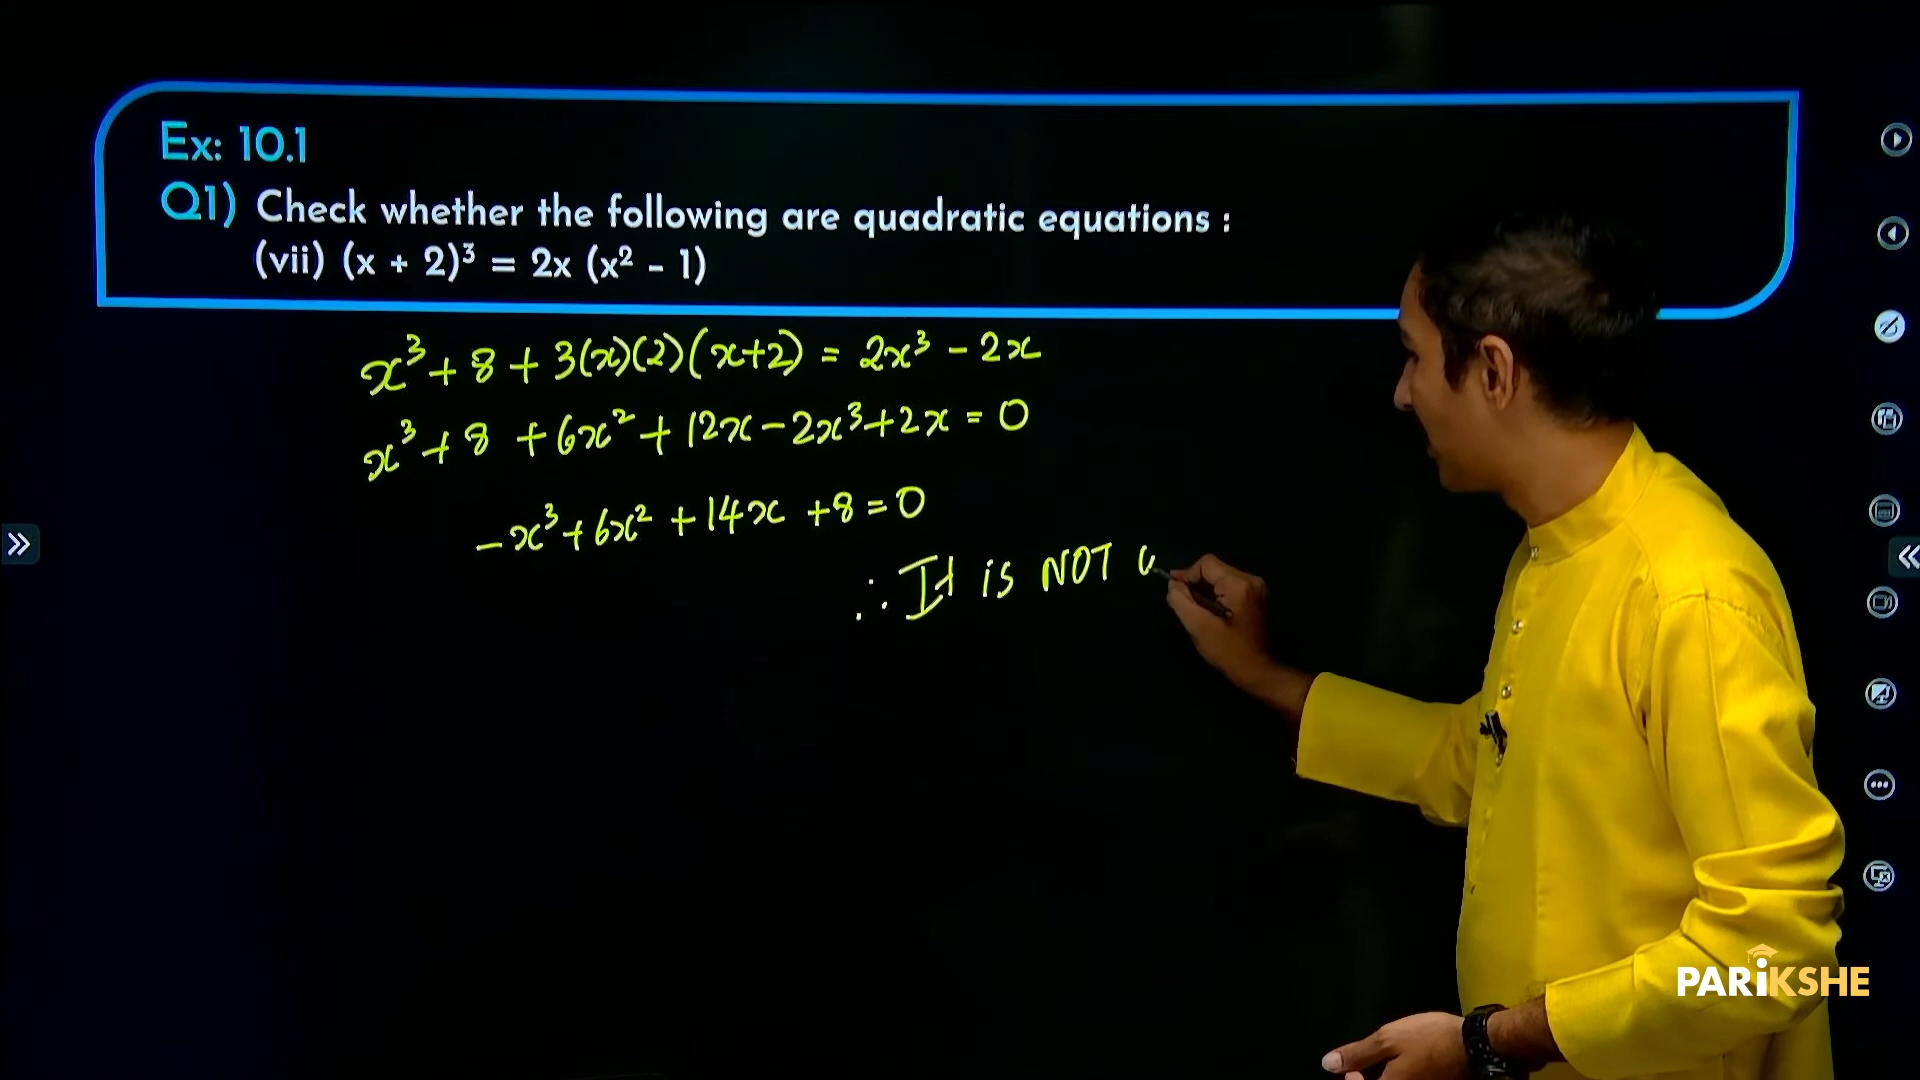 Ex: 10.1
Q1) Check whether the following are quadratic equations :
(vii) (x + 2)³ = 2x (x² - 1)
x³ + 8 + 3(x)(2)(x+2) = 2x³ - 2x
x³ + 8 + 6x² + 12x - 2x³ + 2x = 0
-x³ + 6x² + 14x + 8 = 0
∴ It is NOT
PARiKSHE